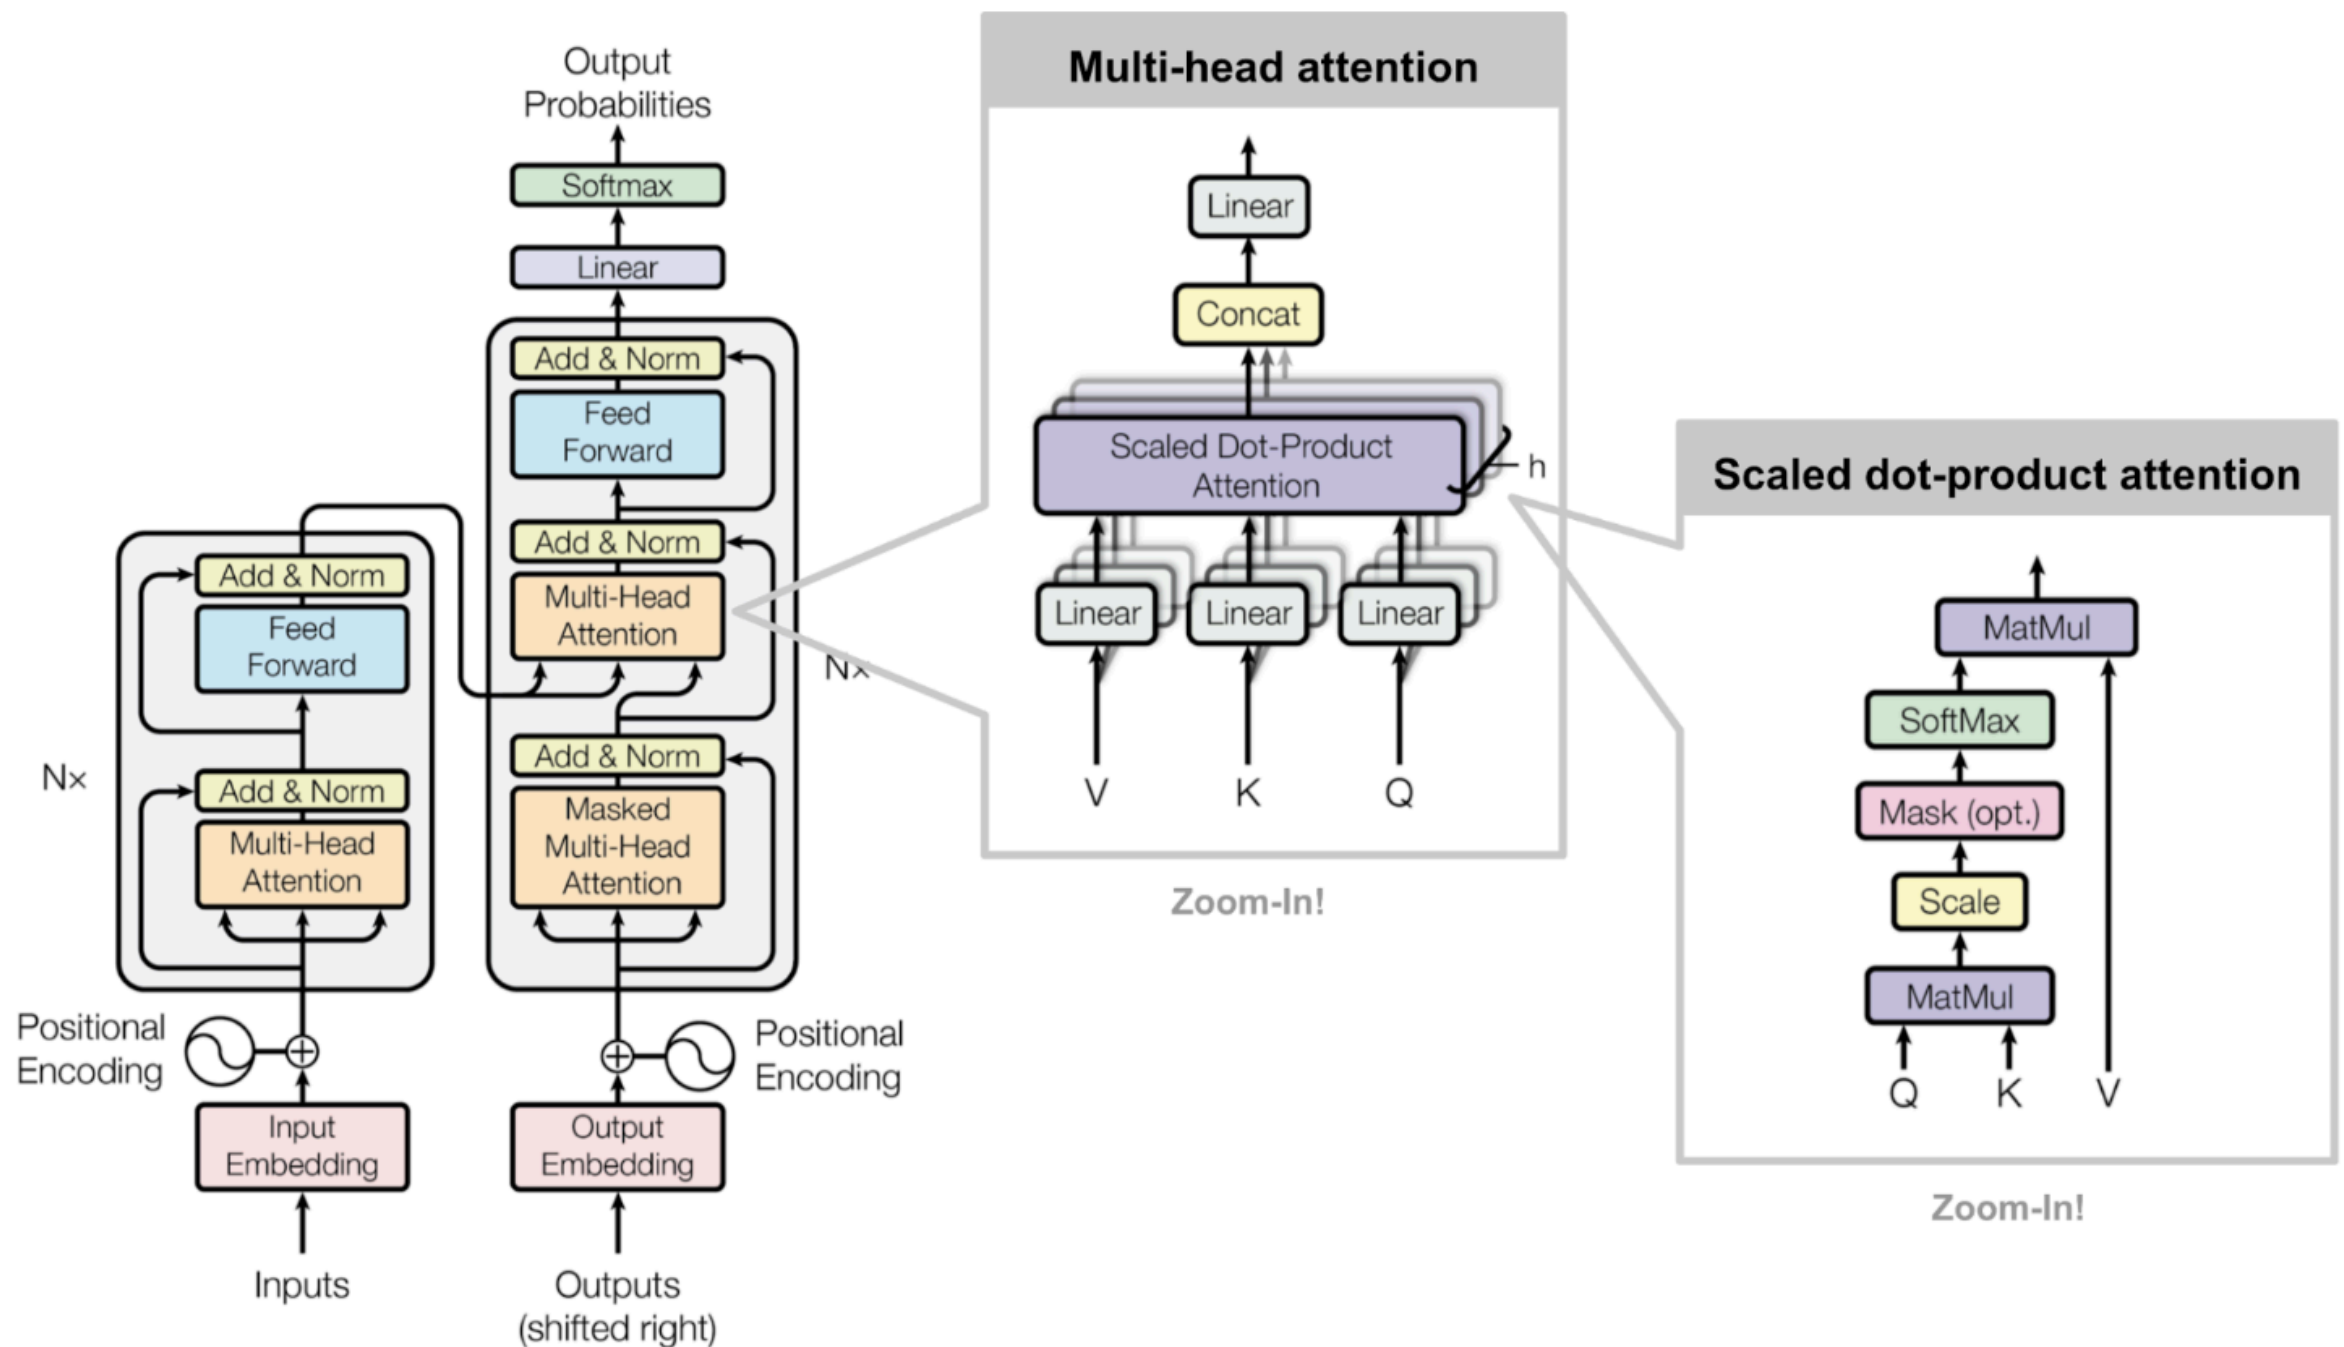 Output
Probabilities
Softmax
Linear
Add & Norm
Feed
Forward
Add & Norm
Multi-Head
Attention
Nx
Add & Norm
Masked
Multi-Head
Attention
Positional
Encoding
Output
Embedding
Outputs
(shifted right)
Add & Norm
Feed
Forward
Nx
Add & Norm
Multi-Head
Attention
Positional
Encoding
Input
Embedding
Inputs
Multi-head attention
Linear
Concat
Scaled Dot-Product
Attention
h
Linear Linear Linear
V K Q
Zoom-In!
Scaled dot-product attention
MatMul
SoftMax
Mask (opt.)
Scale
MatMul
Q K V
Zoom-In!